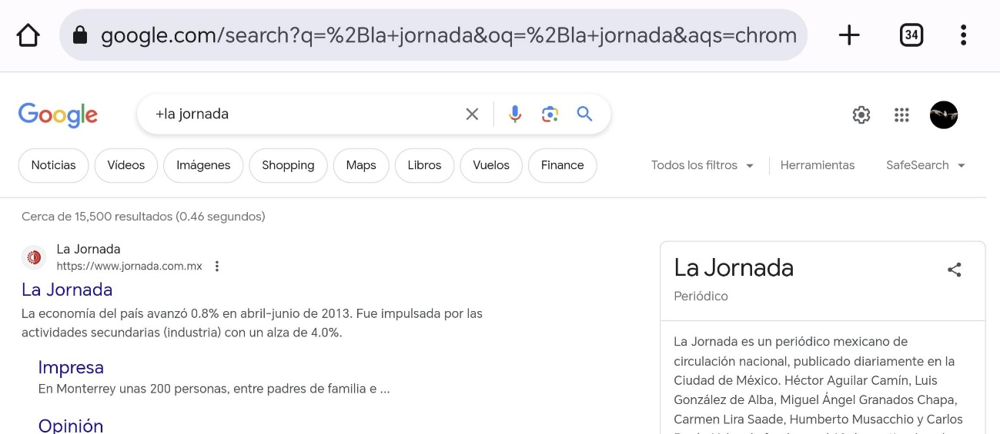 google.com/search?q=%2Bla+jornada&oq=%2Bla+jornada&aqs=chrom
34
Google
+la jornada
Noticias
Vídeos
Imágenes
Shopping
Maps
Libros
Vuelos
Finance
Todos los filtros
Herramientas
SafeSearch
Cerca de 15,500 resultados (0.46 segundos)
La Jornada
https://www.jornada.com.mx
La Jornada
La economía del país avanzó 0.8% en abril-junio de 2013. Fue impulsada por las
actividades secundarias (industria) con un alza de 4.0%.
Impresa
En Monterrey unas 200 personas, entre padres de familia e ...
Opinión
La Jornada
Periódico
La Jornada es un periódico mexicano de
circulación nacional, publicado diariamente en la
Ciudad de México. Héctor Aguilar Camín, Luis
González de Alba, Miguel Ángel Granados Chapa,
Carmen Lira Saade, Humberto Musacchio y Carlos